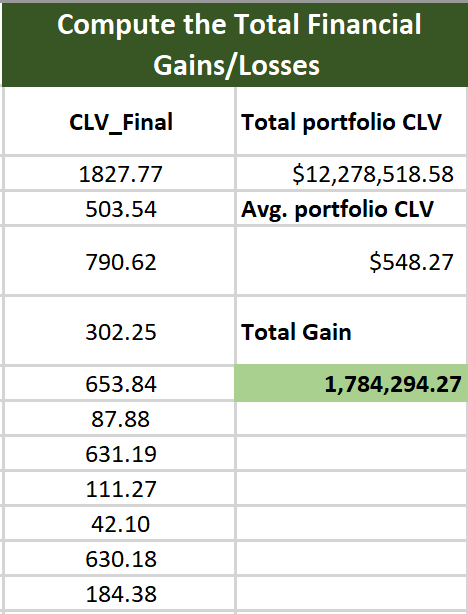 Compute the Total Financial
Gains/Losses
CLV_Final Total portfolio CLV
1827.77 $12,278,518.58
503.54 Avg. portfolio CLV
790.62 $548.27
302.25 Total Gain
653.84 1,784,294.27
87.88
631.19
111.27
42.10
630.18
184.38